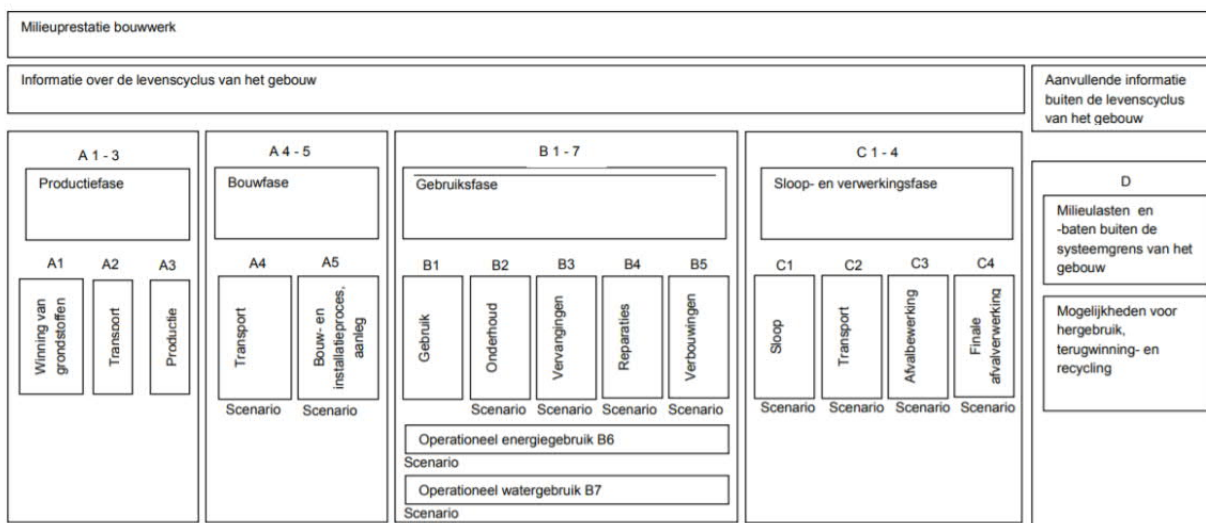 Milieuprestatie bouwwerk
Informatie over de levenscyclus van het gebouw
Aanvullende informatie
buiten de levenscyclus
van het gebouw
A 1 - 3
Productiefase
A1
A2
A3
Winning van
grondstoffen
Transoort
Productie
A 4 - 5
Bouwfase
A4
A5
Transport
Bouw- en
installatieproces,
aanleg
Scenario
Scenario
B 1 - 7
Gebruiksfase
B1
B2
B3
B4
B5
Gebruik
Onderhoud
Vervangingen
Reparaties
Verbouwingen
Scenario
Scenario
Scenario
Scenario
Operationeel energiegebruik B6
Scenario
Operationeel watergebruik B7
Scenario
C 1 - 4
Sloop- en verwerkingsfase
C1
C2
C3
C4
Sloop
Transport
Afvalbewerking
Finale
afvalverwerking
Scenario
Scenario
Scenario
Scenario
D
Milieulasten en
-baten buiten de
systeemgrens van het
gebouw
Mogelijkheden voor
hergebruik,
terugwinning- en
recycling